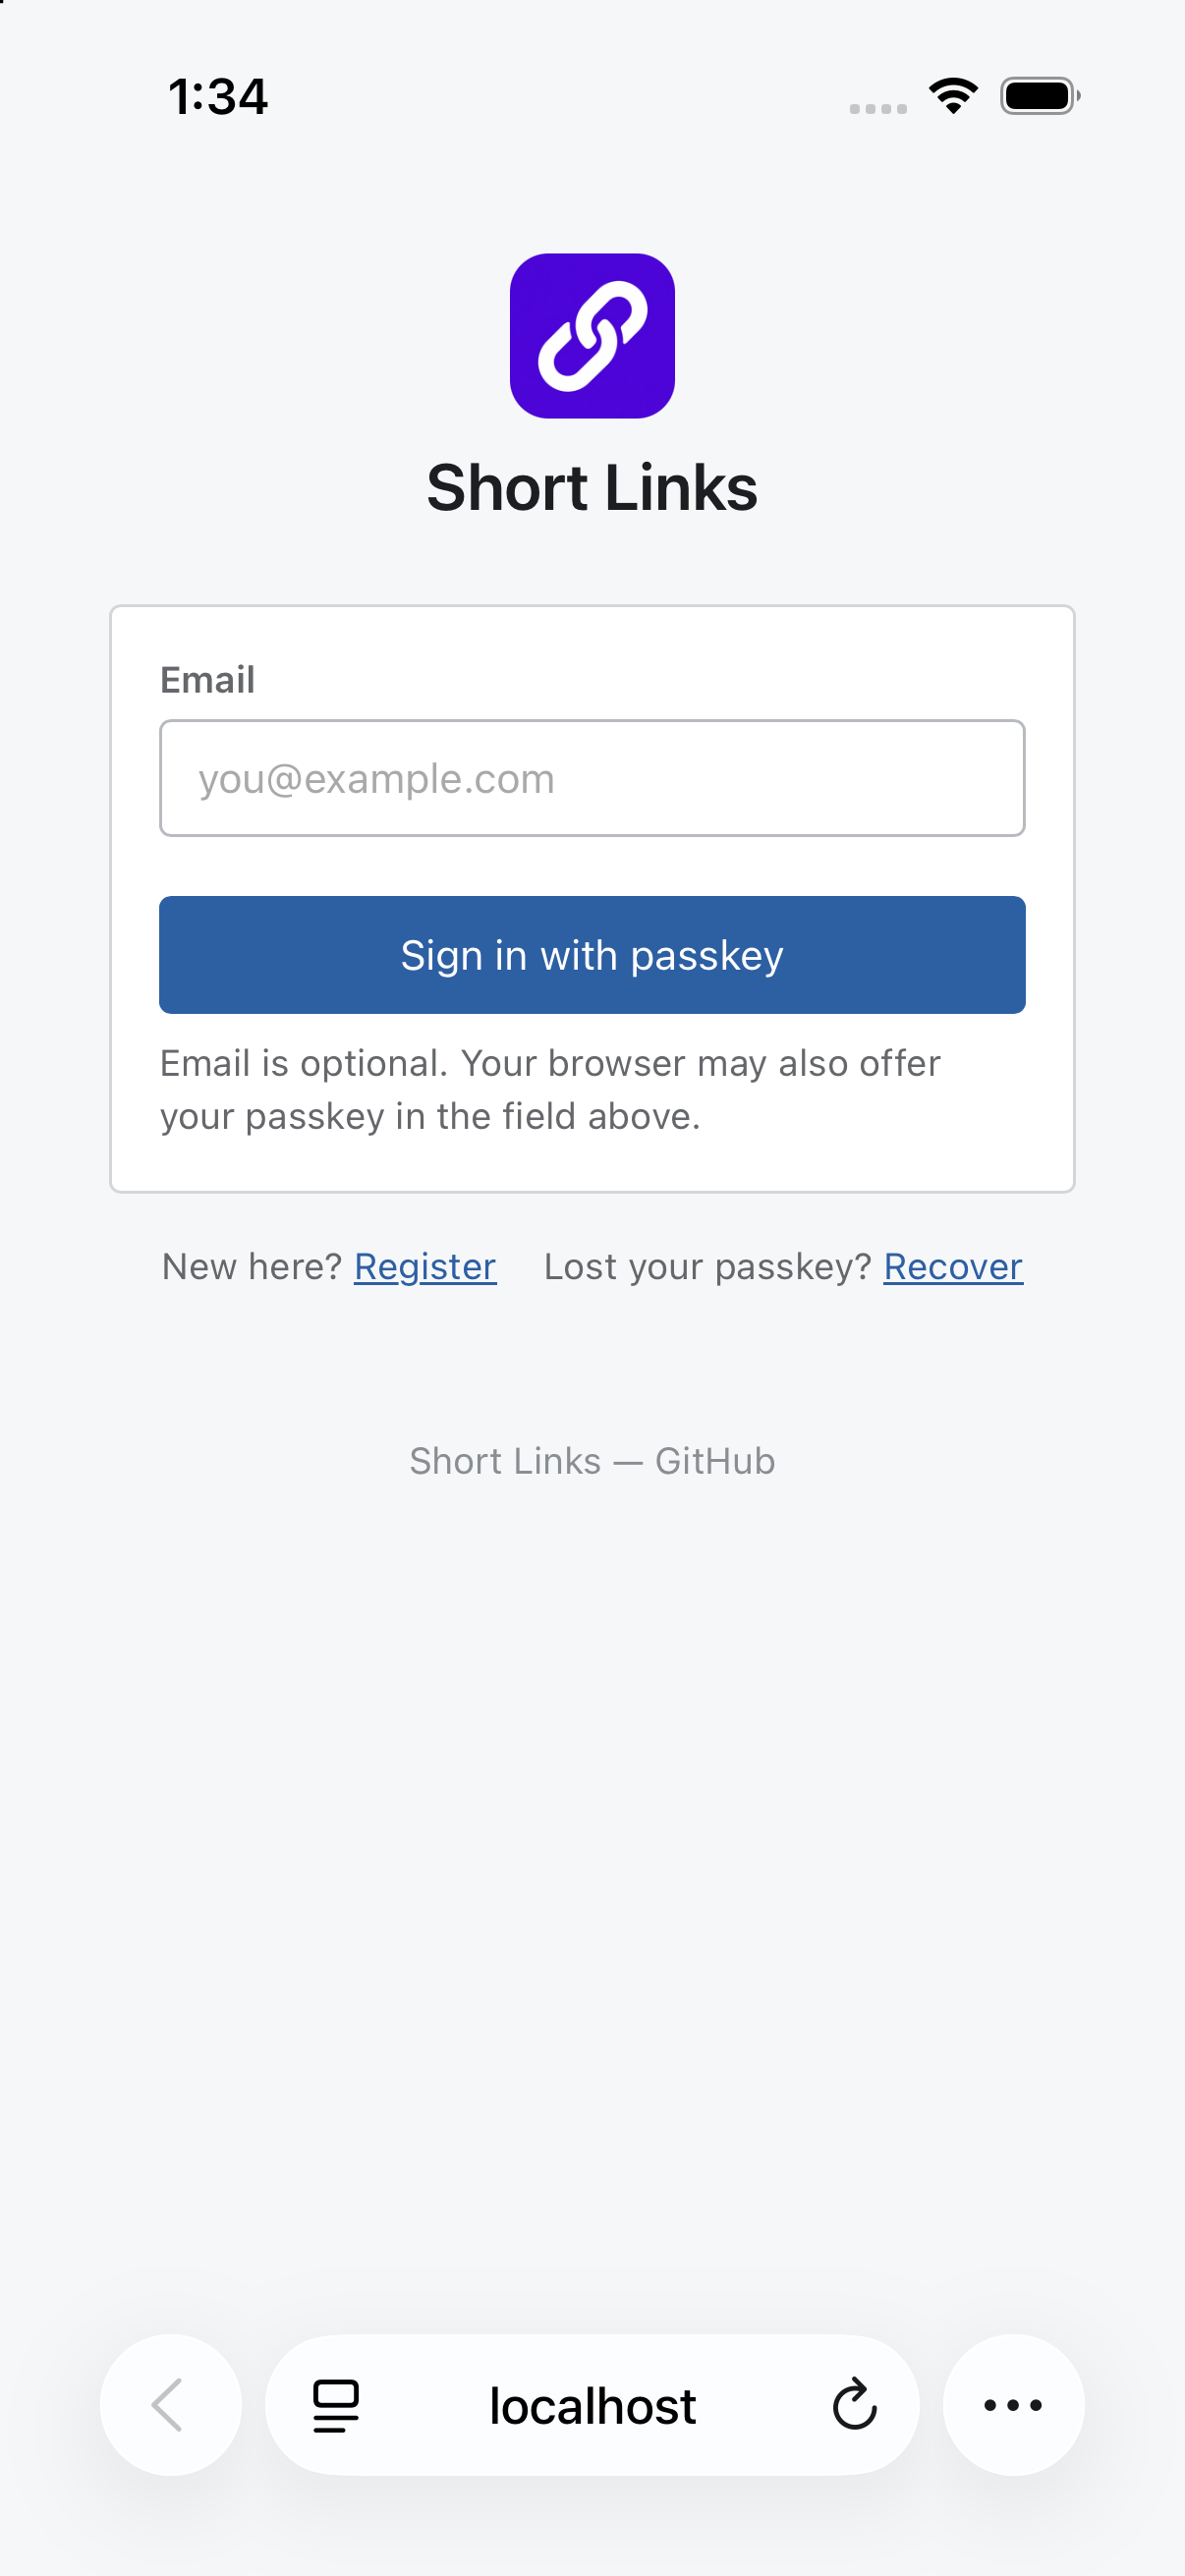 1:34
Short Links
Email
you@example.com
Sign in with passkey
Email is optional. Your browser may also offer
your passkey in the field above.
New here? Register Lost your passkey? Recover
Short Links — GitHub
localhost